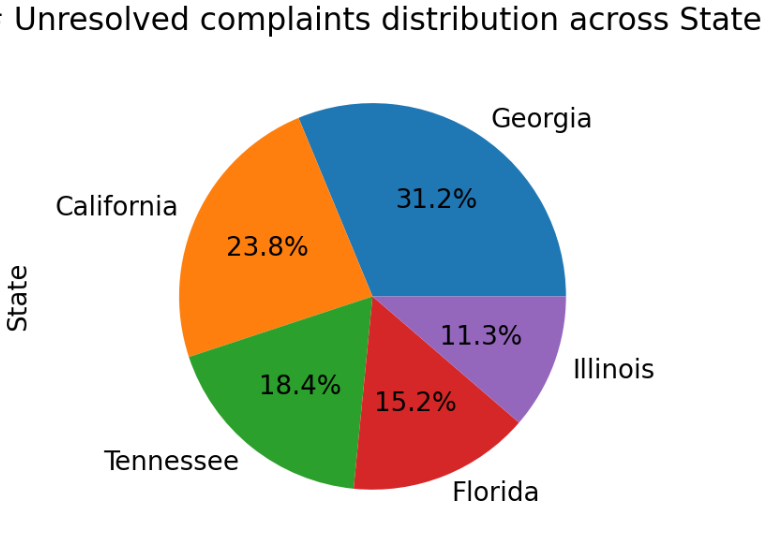 Unresolved complaints distribution across State
Georgia
31.2%
California
23.8%
State
11.3%
Illinois
18.4%
15.2%
Tennessee
Florida